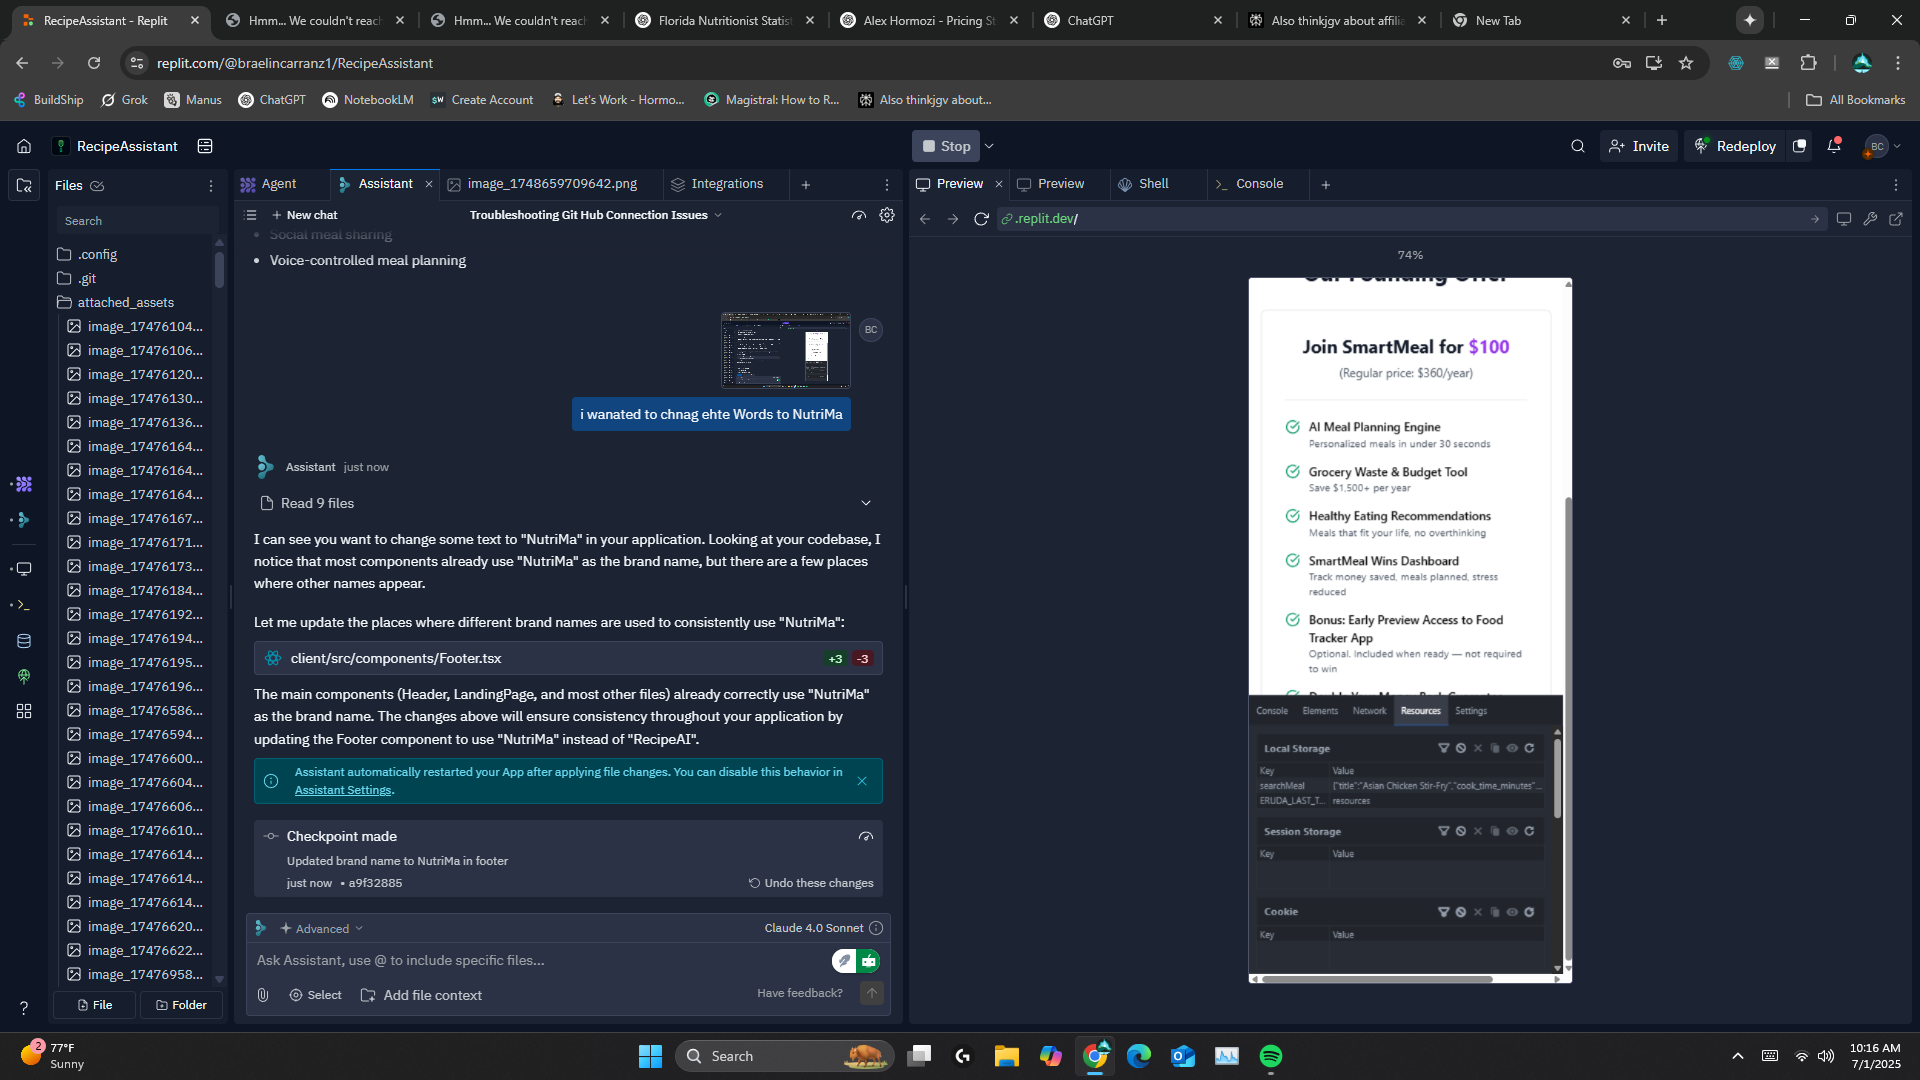 RecipeAssistant - Replit
Hmm... We couldn't reach
Hmm... We couldn't reach
Florida Nutritionist Statist
Alex Hormozi - Pricing St
ChatGPT
Also thinkjgv about affilia
New Tab
replit.com/@braelincarranz1/RecipeAssistant
BuildShip
Grok
Manus
ChatGPT
NotebookLM
Create Account
Let's Work - Hormo...
Magistral: How to R...
Also thinkjgv about...
All Bookmarks
RecipeAssistant
Stop
Invite
Redeploy
BC
Files
Agent
Assistant
image_1748659709642.png
Integrations
Preview
Preview
Shell
Console
Search
New chat
Troubleshooting Git Hub Connection Issues
.replit.dev/
74%
.config
.git
attached_assets
image_17476104...
image_17476106...
image_17476120...
image_17476130...
image_17476136...
image_17476164...
image_17476164...
image_17476164...
image_17476167...
image_17476171...
image_17476173...
image_17476184...
image_17476192...
image_17476194...
image_17476195...
image_17476196...
image_17476586...
image_17476594...
image_17476600...
image_17476604...
image_17476606...
image_17476610...
image_17476614...
image_17476614...
image_17476614...
image_17476620...
image_17476622...
image_17476958...
File
Folder
• Social meal sharing
• Voice-controlled meal planning
BC
i wanated to chnag ehte Words to NutriMa
Assistant just now
Read 9 files
I can see you want to change some text to "NutriMa" in your application. Looking at your codebase, I
notice that most components already use "NutriMa" as the brand name, but there are a few places
where other names appear.
Let me update the places where different brand names are used to consistently use "NutriMa":
client/src/components/Footer.tsx
+3 -3
The main components (Header, LandingPage, and most other files) already correctly use "NutriMa"
as the brand name. The changes above will ensure consistency throughout your application by
updating the Footer component to use "NutriMa" instead of "RecipeAI".
Assistant automatically restarted your App after applying file changes. You can disable this behavior in
Assistant Settings.
Checkpoint made
Updated brand name to NutriMa in footer
just now • a9f32885
Undo these changes
Advanced
Claude 4.0 Sonnet
Ask Assistant, use @ to include specific files...
Select
Add file context
Have feedback?
Our Founding Offer
Join SmartMeal for $100
(Regular price: $360/year)
AI Meal Planning Engine
Personalized meals in under 30 seconds
Grocery Waste & Budget Tool
Save $1,500+ per year
Healthy Eating Recommendations
Meals that fit your life, no overthinking
SmartMeal Wins Dashboard
Track money saved, meals planned, stress
reduced
Bonus: Early Preview Access to Food
Tracker App
Optional. Included when ready — not required
to win
Console
Elements
Network
Resources
Settings
Local Storage
Key Value
searchMeal {"title":"Asian Chicken Stir-Fry","cook_time_minutes"...
ERUDA_LAST_T... resources
Session Storage
Key Value
Cookie
Key Value
2
77°F
Sunny
Search
10:16 AM
7/1/2025